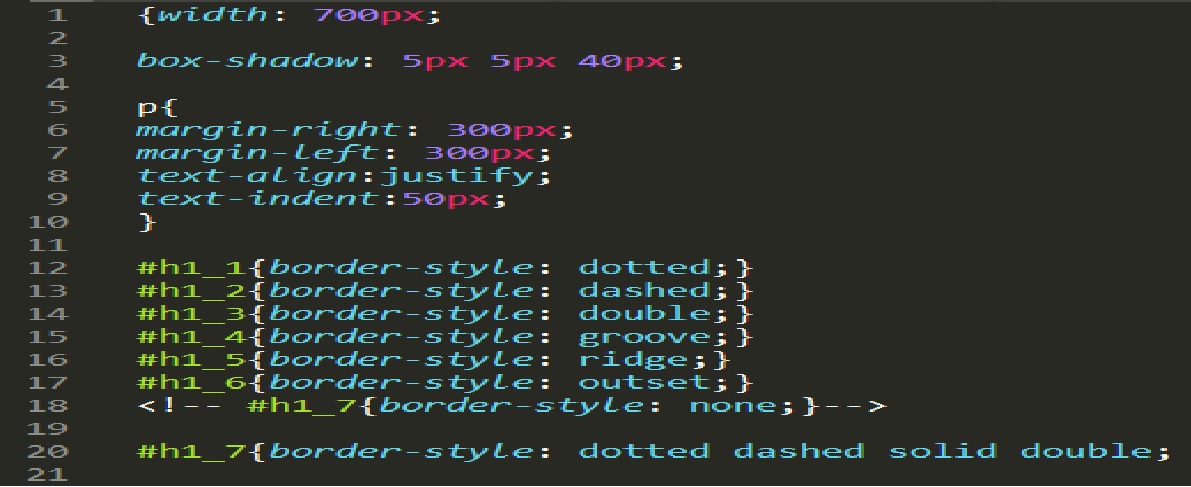 1 {width: 700px;
2
3 box-shadow: 5px 5px 40px;
4
5 p{
6 margin-right: 300px;
7 margin-left: 300px;
8 text-align:justify;
9 text-indent:50px;
10 }
11
12 #h1_1{border-style: dotted;}
13 #h1_2{border-style: dashed;}
14 #h1_3{border-style: double;}
15 #h1_4{border-style: groove;}
16 #h1_5{border-style: ridge;}
17 #h1_6{border-style: outset;}
18 <!-- #h1_7{border-style: none;}-->
19
20 #h1_7{border-style: dotted dashed solid double;
21